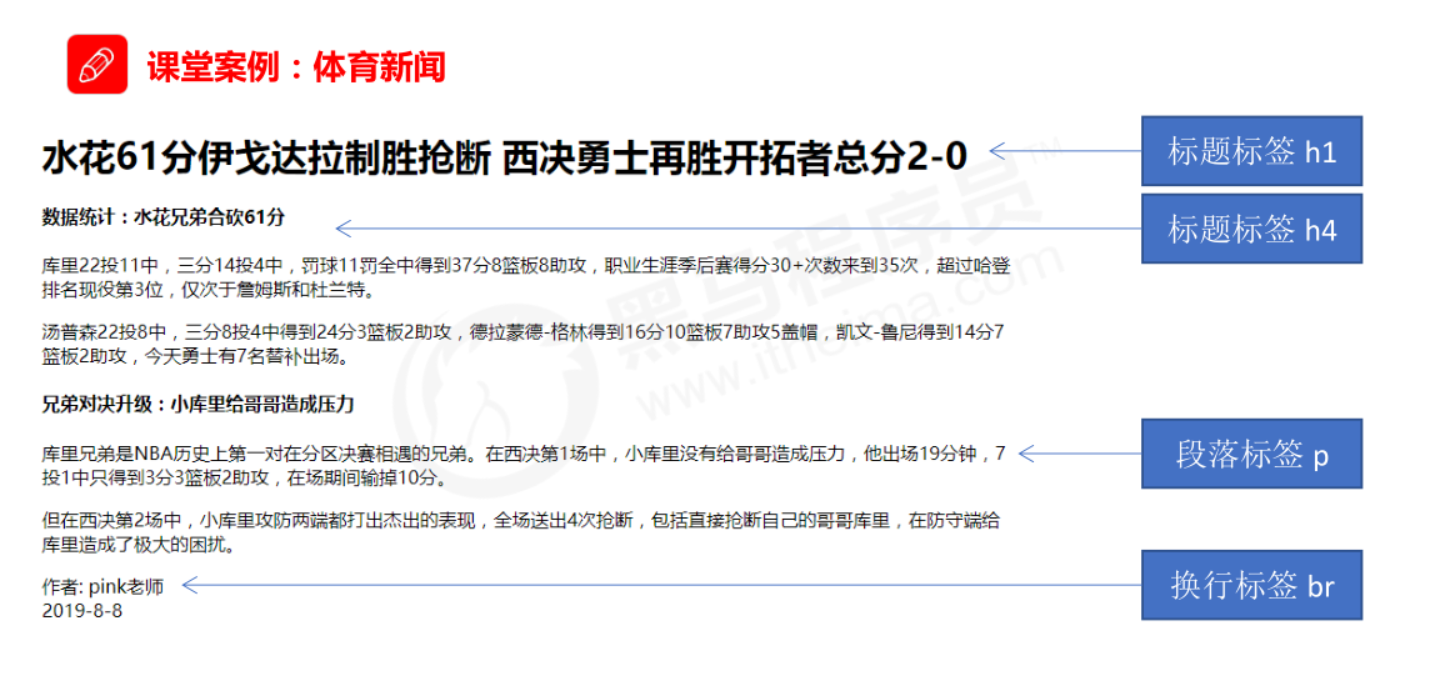 课堂案例：体育新闻
水花61分伊戈达拉制胜抢断 西决勇士再胜开拓者总分2-0
标题标签 h1
数据统计：水花兄弟合砍61分
标题标签 h4
库里22投11中，三分14投4中，罚球11罚全中得到37分8篮板8助攻，职业生涯季后赛得分30+次数来到35次，超过哈登
排名现役第3位，仅次于詹姆斯和杜兰特。
汤普森22投8中，三分8投4中得到24分3篮板2助攻，德拉蒙德-格林得到16分10篮板7助攻5盖帽，凯文-鲁尼得到14分7
篮板2助攻，今天勇士有7名替补出场。
兄弟对决升级：小库里给哥哥造成压力
库里兄弟是NBA历史上第一对在分区决赛相遇的兄弟。在西决第1场中，小库里没有给哥哥造成压力，他出场19分钟，7
投1中只得到3分3篮板2助攻，在场期间输掉10分。
段落标签 p
但在西决第2场中，小库里攻防两端都打出杰出的表现，全场送出4次抢断，包括直接抢断自己的哥哥库里，在防守端给
库里造成了极大的困扰。
作者: pink老师
2019-8-8
换行标签 br
黑马程序员™
www.itheima.com